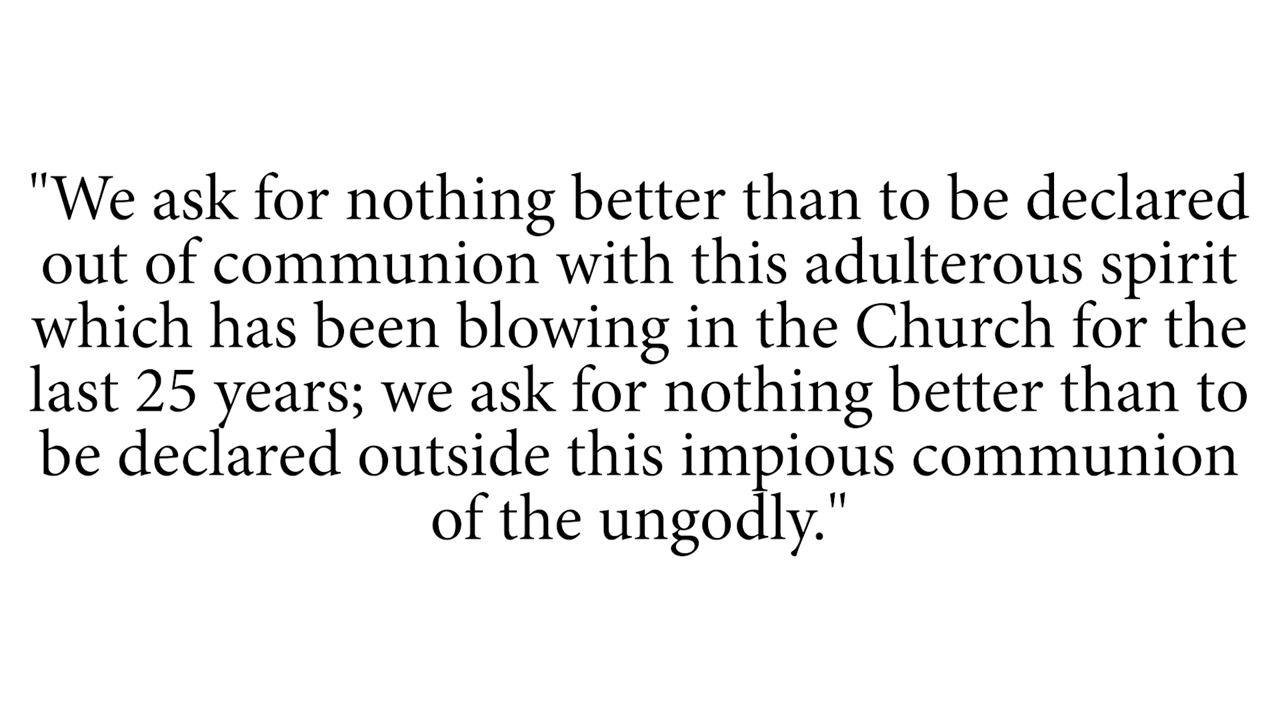 "We ask for nothing better than to be declared
out of communion with this adulterous spirit
which has been blowing in the Church for the
last 25 years; we ask for nothing better than to
be declared outside this impious communion
of the ungodly."